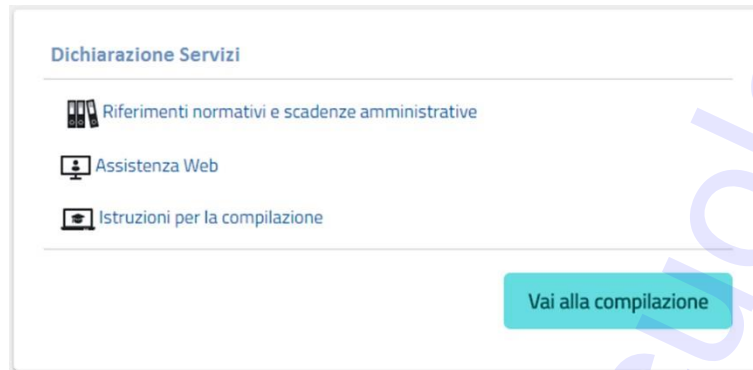 Dichiarazione Servizi
Riferimenti normativi e scadenze amministrative
Assistenza Web
Istruzioni per la compilazione
Vai alla compilazione